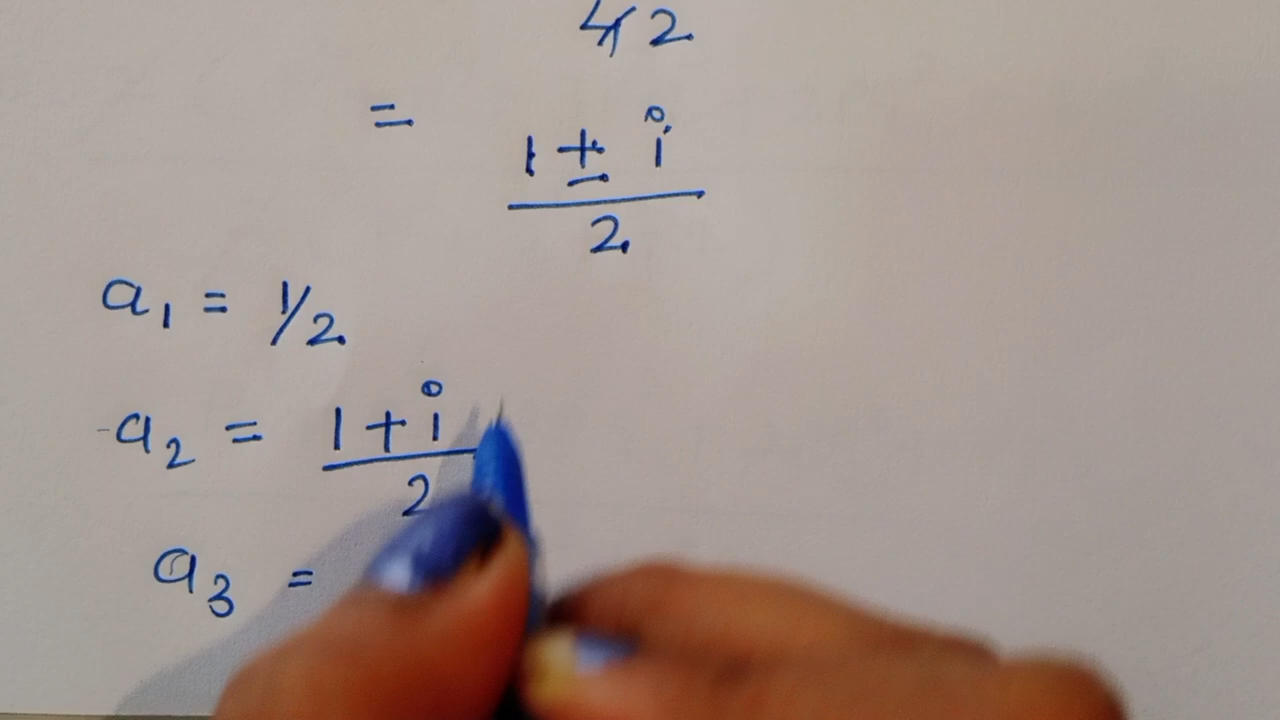 4 2
= 1 ± i
2
a₁ = 1/2
a₂ = 1 + i
2
a₃ =